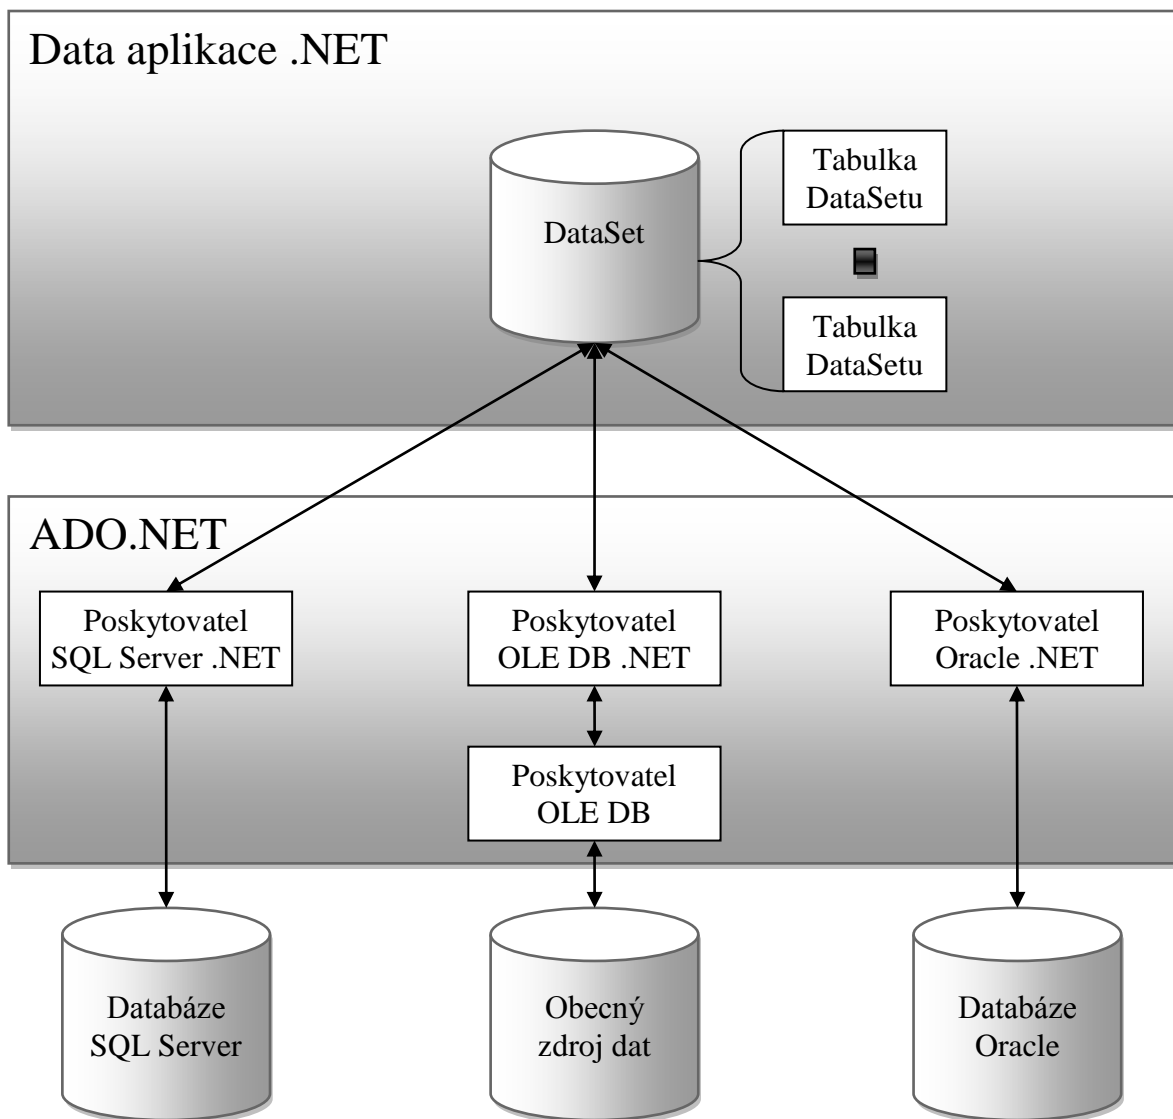 Data aplikace .NET
DataSet
Tabulka
DataSetu
Tabulka
DataSetu
ADO.NET
Poskytovatel
SQL Server .NET
Poskytovatel
OLE DB .NET
Poskytovatel
Oracle .NET
Poskytovatel
OLE DB
Databáze
SQL Server
Obecný
zdroj dat
Databáze
Oracle